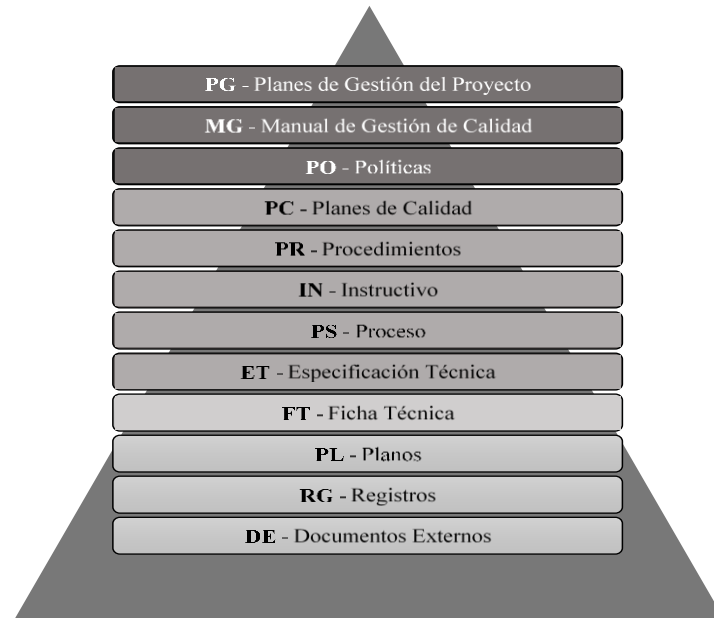 PG - Planes de Gestión del Proyecto
MG - Manual de Gestión de Calidad
PO - Políticas
PC - Planes de Calidad
PR - Procedimientos
IN - Instructivo
PS - Proceso
ET - Especificación Técnica
FT - Ficha Técnica
PL - Planos
RG - Registros
DE - Documentos Externos